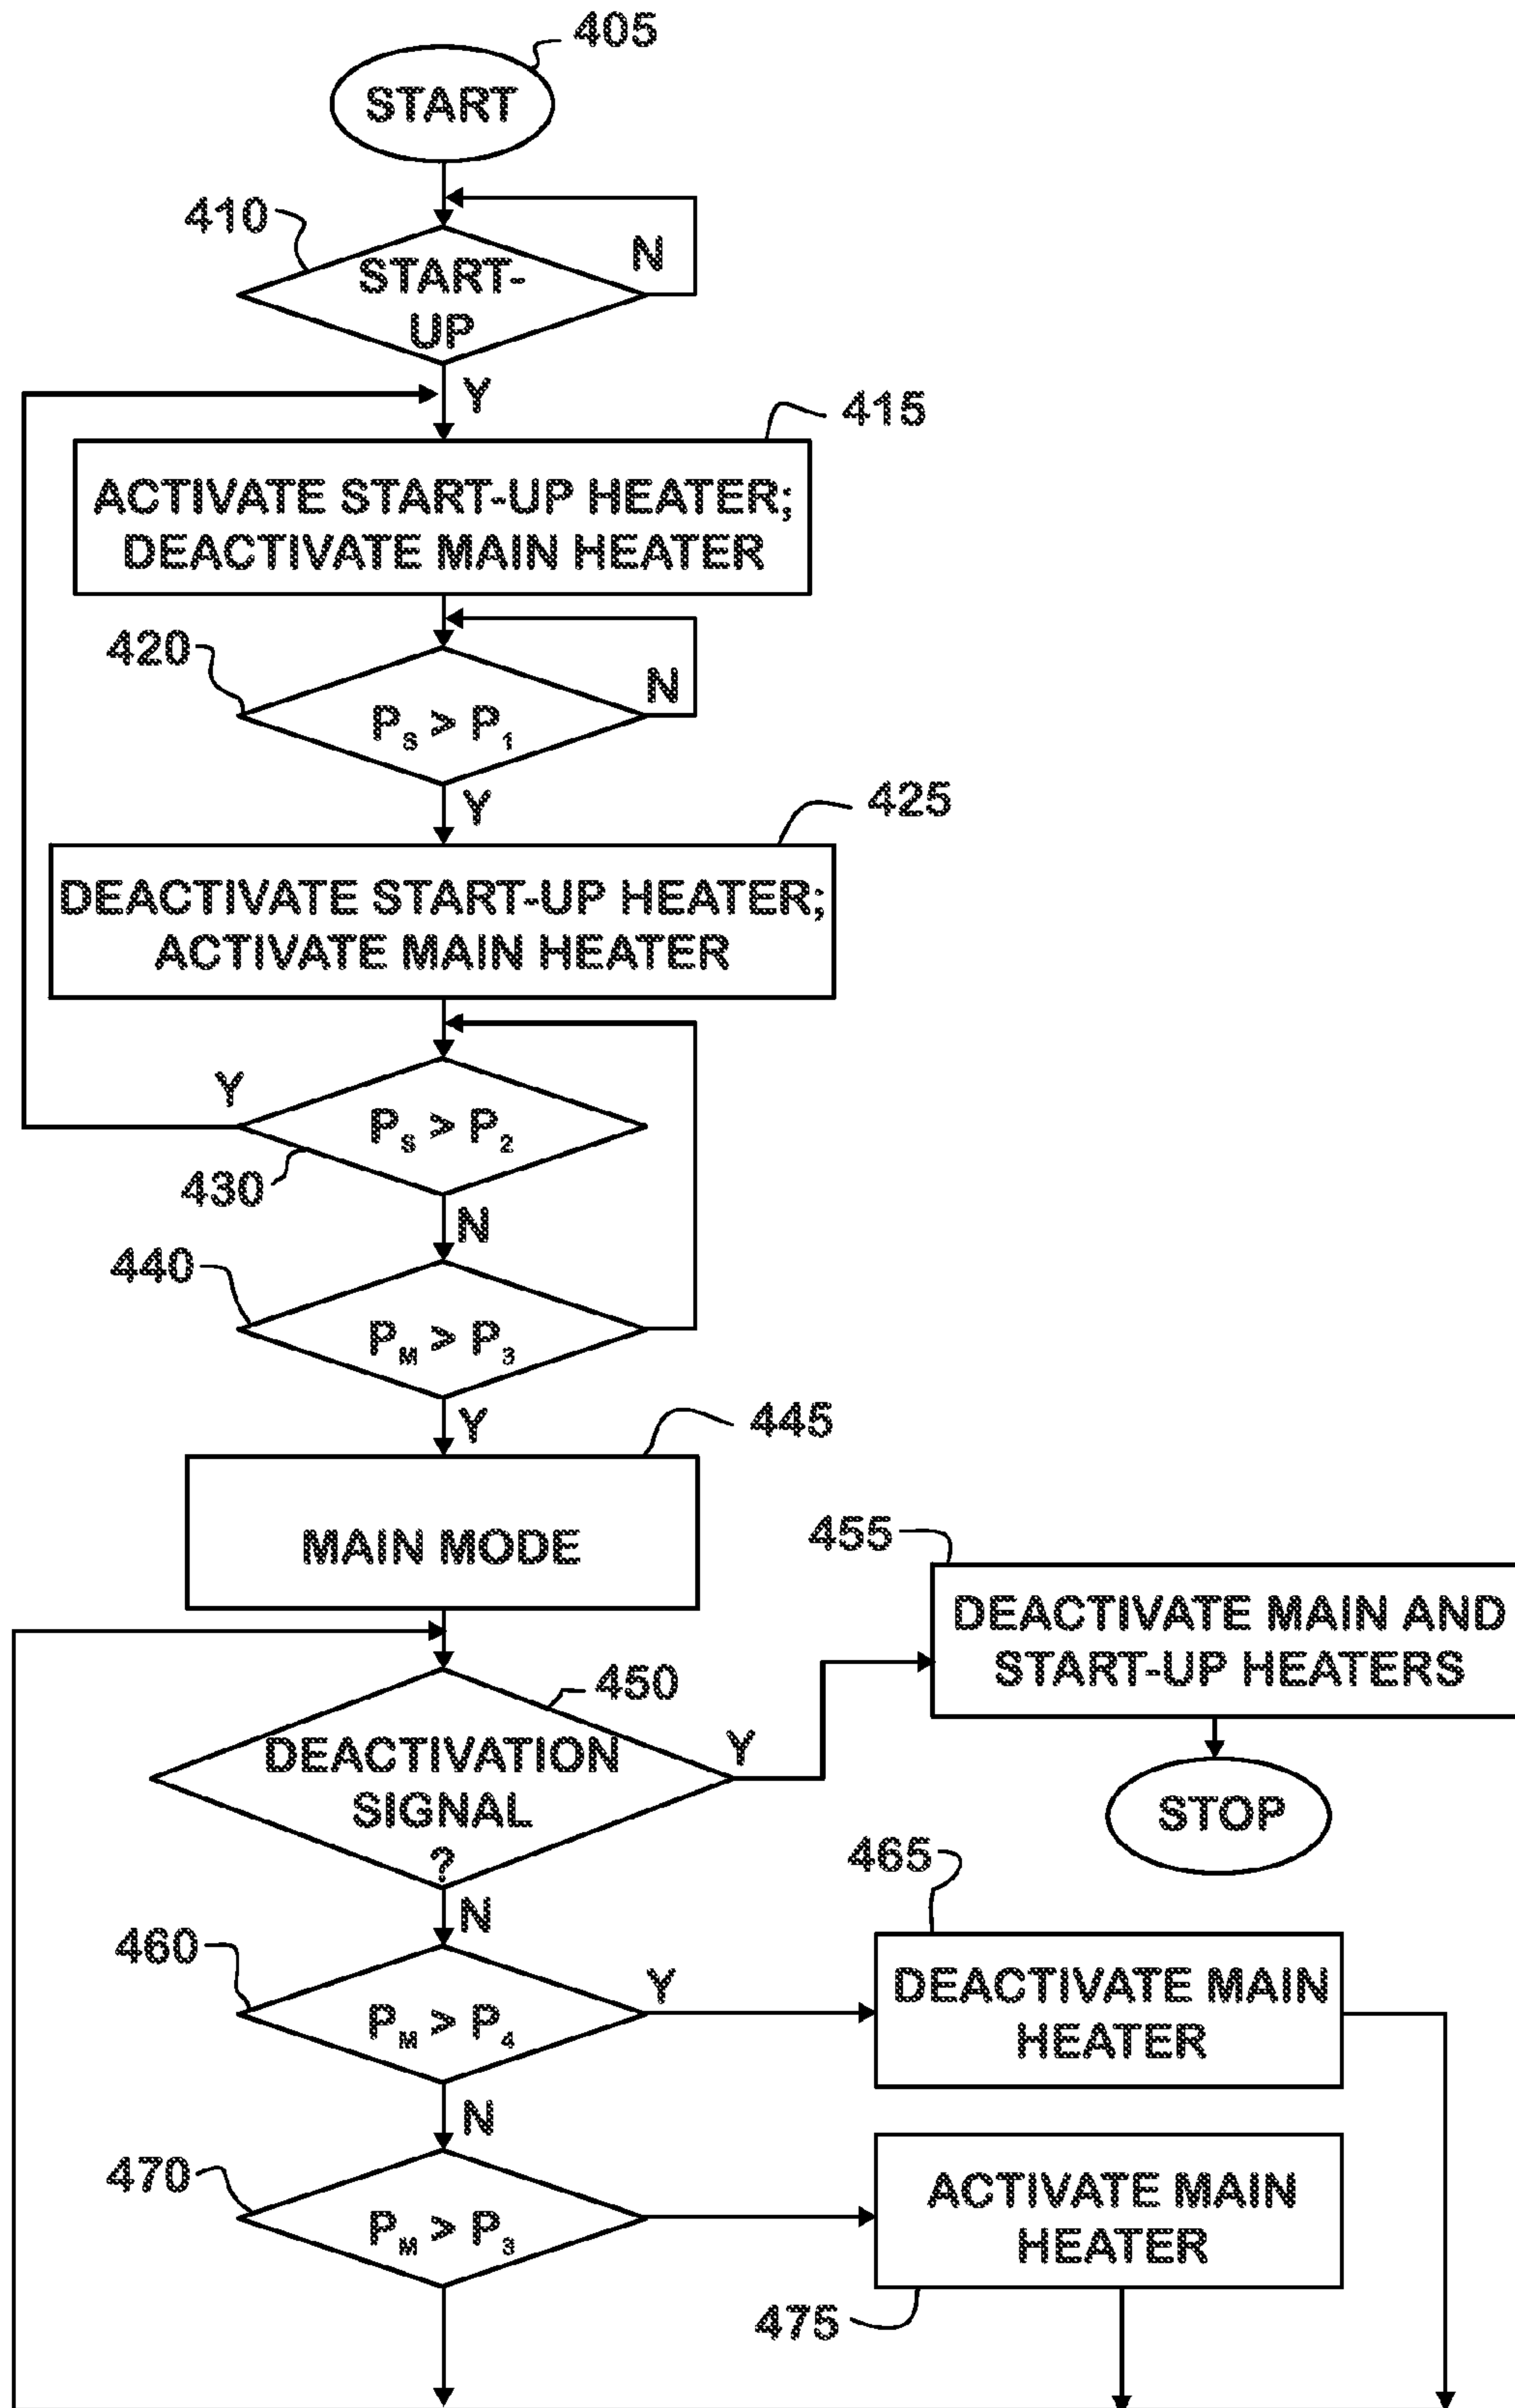 405
START
410
START-
UP
N
Y
415
ACTIVATE START-UP HEATER;
DEACTIVATE MAIN HEATER
420
N
PS > P1
Y
425
DEACTIVATE START-UP HEATER;
ACTIVATE MAIN HEATER
Y
PS > P2
430
N
440
PM > P3
Y
445
MAIN MODE
455
DEACTIVATE MAIN AND
START-UP HEATERS
450
DEACTIVATION
SIGNAL
?
Y
STOP
N
465
460
PM > P4
Y
DEACTIVATE MAIN
HEATER
N
470
PM > P3
ACTIVATE MAIN
HEATER
475